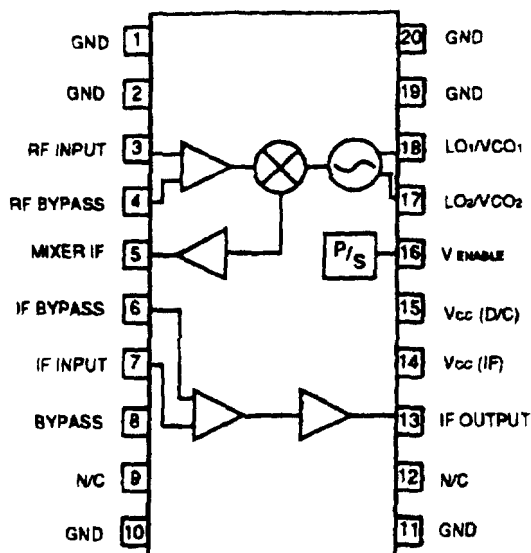 GND 1
20 GND
GND 2
19 GND
RF INPUT 3
18 LO1/VCO1
RF BYPASS 4
17 LO2/VCO2
MIXER IF 5
P/S
16 V ENABLE
IF BYPASS 6
15 Vcc (D/C)
IF INPUT 7
14 Vcc (IF)
BYPASS 8
13 IF OUTPUT
N/C 9
12 N/C
GND 10
11 GND